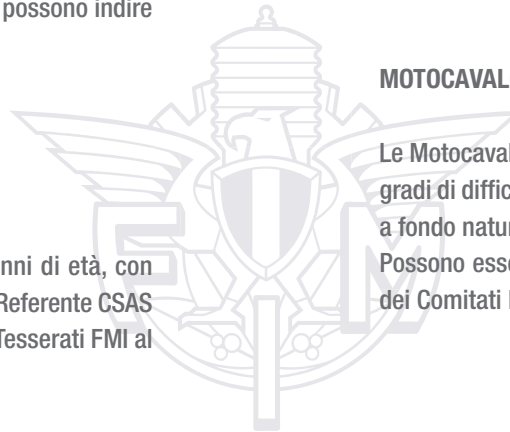 possono indire
nni di età, con
Referente CSAS
Tesserati FMI al
MOTOCAVAL
Le Motocaval
gradi di diffic
a fondo natur
Possono esse
dei Comitati
F M